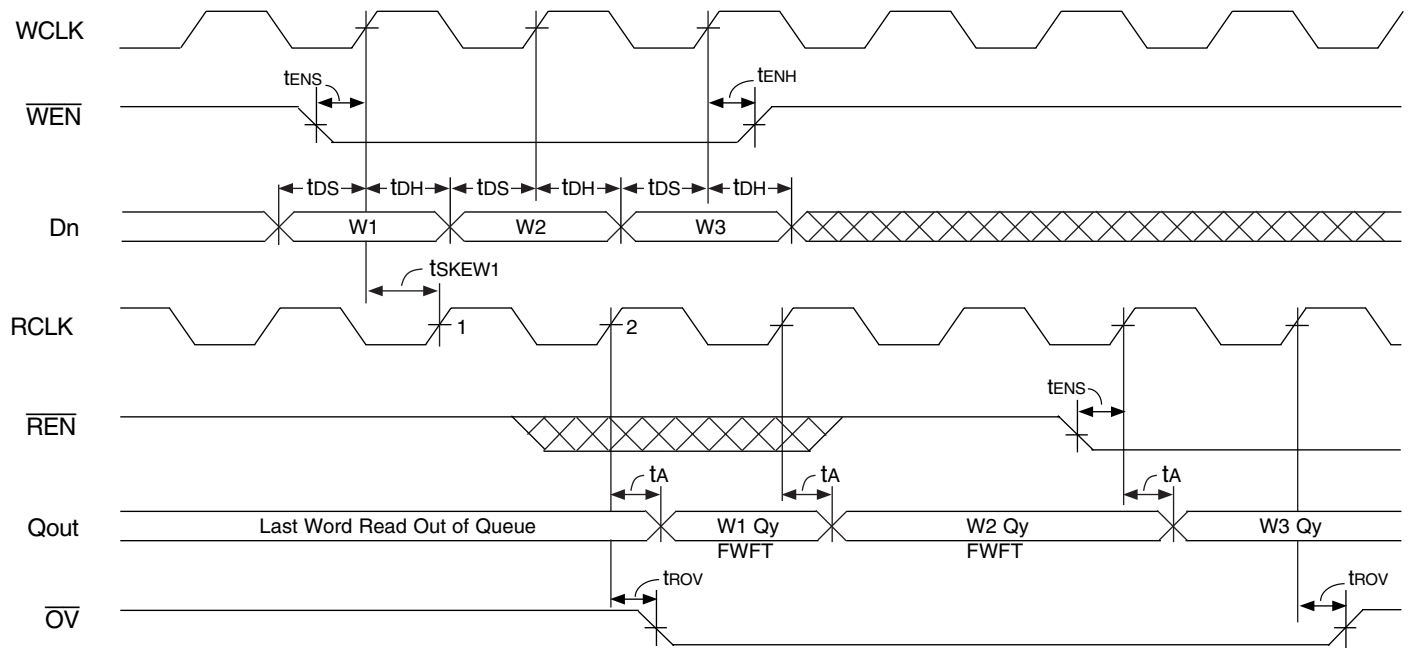 WCLK
tENS
tENH
WEN
tDS tDH tDS tDH tDS tDH
Dn
W1
W2
W3
tSKEW1
RCLK
1
2
tENS
REN
tA
tA
tA
Qout
Last Word Read Out of Queue
W1 Qy
FWFT
W2 Qy
FWFT
W3 Qy
tROV
tROV
OV